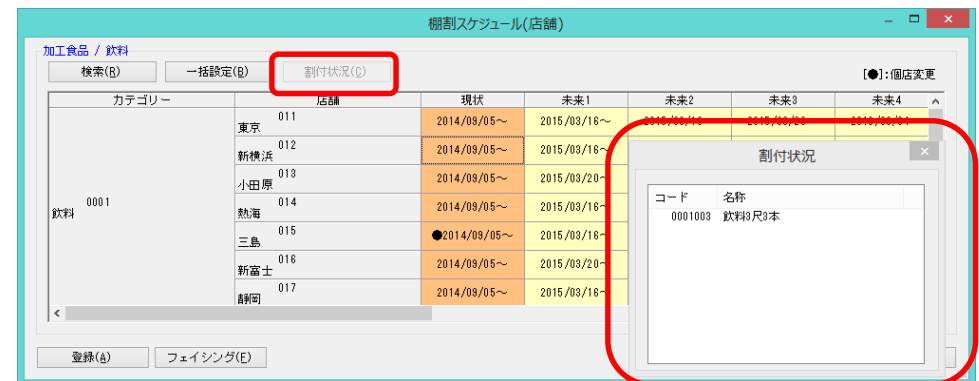 棚割スケジュール(店舗)
加工食品 / 飲料
検索(R) 一括設定(B) 割付状況(C) [●]:個店変更
カテゴリー 店舗 現状 未来1 未来2 未来3 未来4
011
東京 2014/09/05～ 2015/03/16～
012
新横浜 2014/09/05～ 2015/03/16～
013
小田原 2014/09/05～ 2015/03/20～
0001
飲料
014
熱海 2014/09/05～ 2015/03/16～
015
三島 ●2014/09/05～ 2015/03/16～
016
新富士 2014/09/05～ 2015/03/20～
017
静岡 2014/09/05～ 2015/03/16～
割付状況
コード 名称
0001003 飲料3尺3本
登録(A) フェイシング(F)